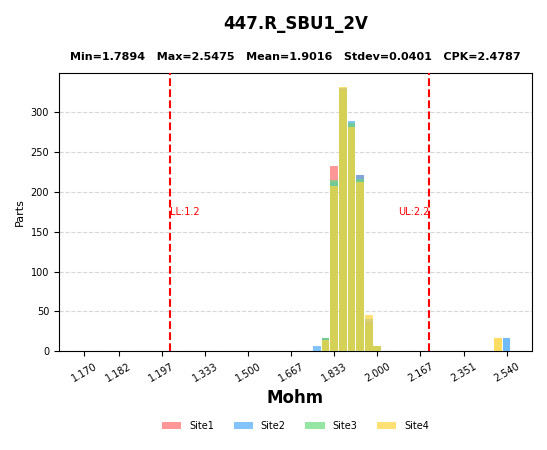 447.R_SBU1_2V
Min=1.7894 Max=2.5475 Mean=1.9016 Stdev=0.0401 CPK=2.4787
Parts
300
250
200
150
100
50
0
LL:1.2
UL:2.2
1.170 1.182 1.197 1.333 1.500 1.667 1.833 2.000 2.167 2.351 2.540
Mohm
Site1 Site2 Site3 Site4